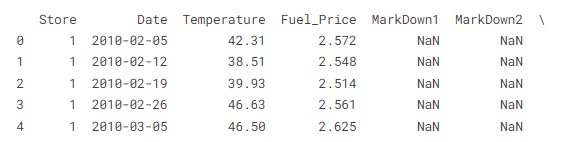 Store Date Temperature Fuel_Price MarkDown1 MarkDown2 \
0 1 2010-02-05 42.31 2.572 NaN NaN
1 1 2010-02-12 38.51 2.548 NaN NaN
2 1 2010-02-19 39.93 2.514 NaN NaN
3 1 2010-02-26 46.63 2.561 NaN NaN
4 1 2010-03-05 46.50 2.625 NaN NaN